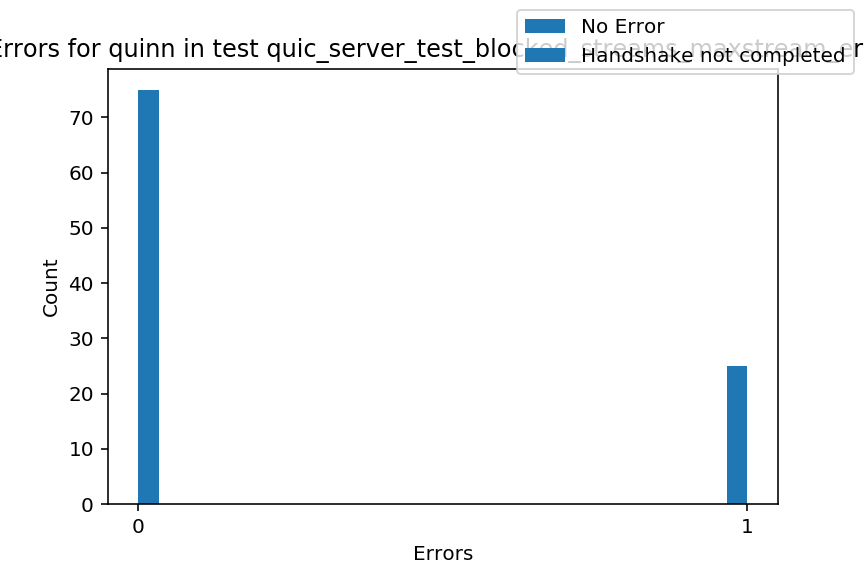 Errors for quinn in test quic_server_test_blocked_streams_maxstream_er
No Error
Handshake not completed
70
60
50
40
30
20
10
0
Count
0 1
Errors